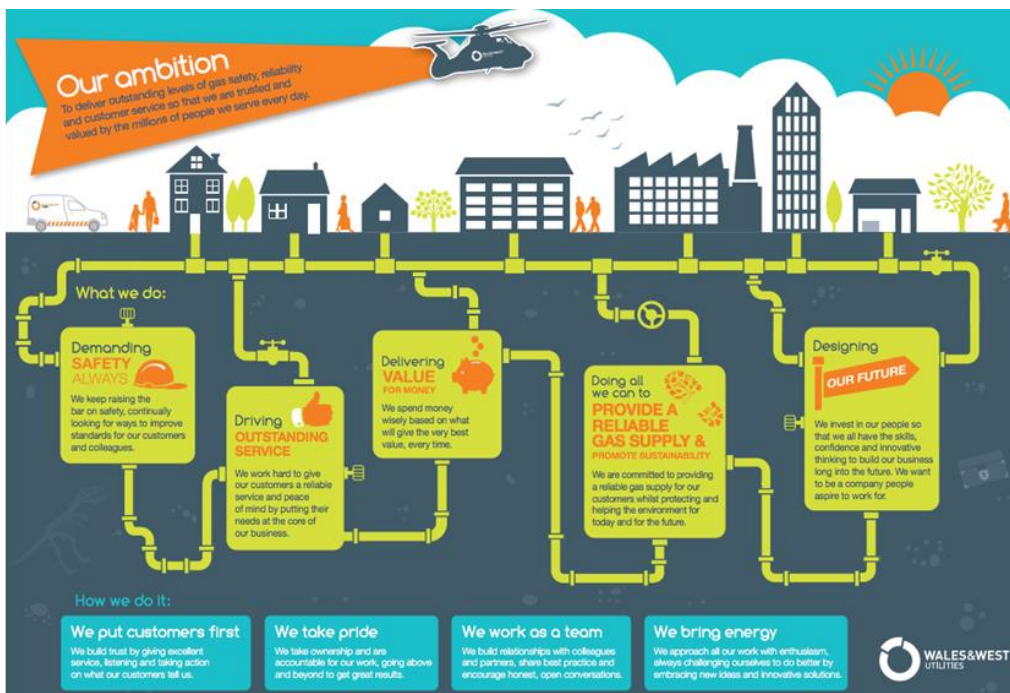 Our ambition
To deliver outstanding levels of gas safety, reliability
and customer service so that we are trusted and
valued by the millions of people we serve every day.
What we do:
Demanding
SAFETY
ALWAYS
We keep raising the
bar on safety, continually
looking for ways to improve
standards for our customers
and colleagues.
Driving
OUTSTANDING
SERVICE
We work hard to give
our customers a reliable
service and peace
of mind by putting their
needs at the core of
our business.
Delivering
VALUE
FOR MONEY
We spend money
wisely based on what
will give the very best
value, every time.
Doing all
we can to
PROVIDE A
RELIABLE
GAS SUPPLY &
PROMOTE SUSTAINABILITY
We are committed to providing
a reliable gas supply for our
customers whilst protecting and
helping the environment for
today and for the future.
Designing
OUR FUTURE
We invest in our people so
that we all have the skills,
confidence and innovative
thinking to build our business
long into the future. We want
to be a company people
aspire to work for.
How we do it:
We put customers first
We build trust by giving excellent
service, listening and taking action
on what our customers tell us.
We take pride
We take ownership and are
accountable for our work, going above
and beyond to get great results.
We work as a team
We build relationships with colleagues
and partners, share best practice and
encourage honest, open conversations.
We bring energy
We approach all our work with enthusiasm,
always challenging ourselves to do better by
embracing new ideas and innovative solutions.
WALES&WEST
UTILITIES